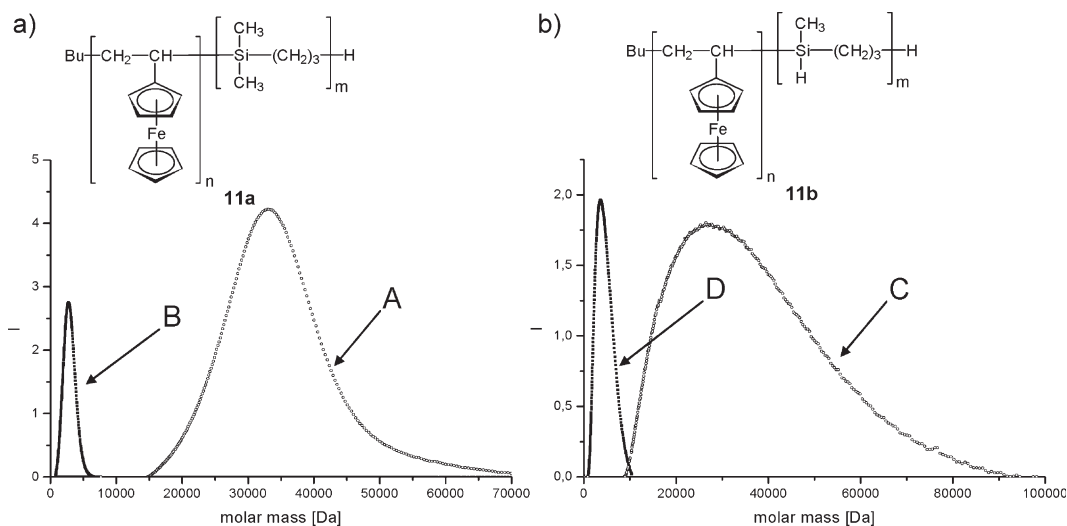 a)
CH₃
Bu CH₂ CH Si (CH₂)₃ H
CH₃ m
Fe
n
11a
5
4
3
2
1
0
I
B
A
0 10000 20000 30000 40000 50000 60000 70000
molar mass [Da]
b)
CH₃
Bu CH₂ CH Si (CH₂)₃ H
H m
Fe
n
11b
2,0
1,5
1,0
0,5
0,0
I
D
C
0 20000 40000 60000 80000 100000
molar mass [Da]